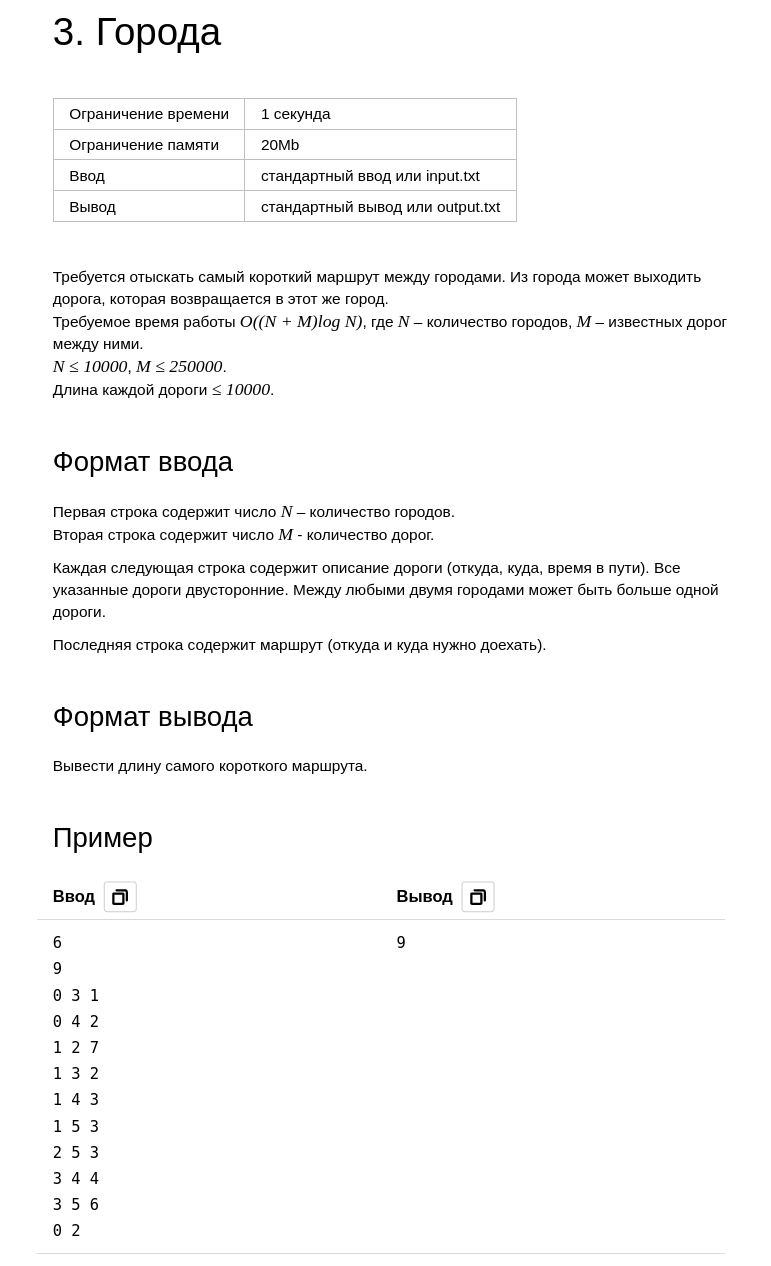 3. Города
Ограничение времени 1 секунда
Ограничение памяти 20Mb
Ввод стандартный ввод или input.txt
Вывод стандартный вывод или output.txt
Требуется отыскать самый короткий маршрут между городами. Из города может выходить
дорога, которая возвращается в этот же город.
Требуемое время работы O((N + M)log N), где N – количество городов, M – известных дорог
между ними.
N ≤ 10000, M ≤ 250000.
Длина каждой дороги ≤ 10000.
Формат ввода
Первая строка содержит число N – количество городов.
Вторая строка содержит число M - количество дорог.
Каждая следующая строка содержит описание дороги (откуда, куда, время в пути). Все
указанные дороги двусторонние. Между любыми двумя городами может быть больше одной
дороги.
Последняя строка содержит маршрут (откуда и куда нужно доехать).
Формат вывода
Вывести длину самого короткого маршрута.
Пример
Ввод Вывод
6 9
9
0 3 1
0 4 2
1 2 7
1 3 2
1 4 3
1 5 3
2 5 3
3 4 4
3 5 6
0 2